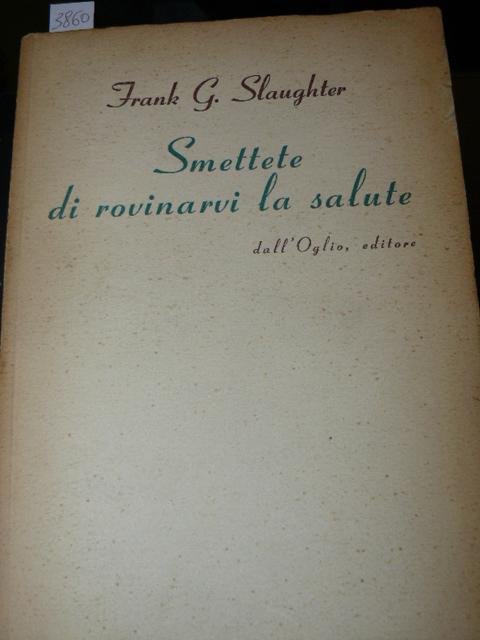 3860
Frank G. Slaughter
Smettete
di rovinarvi la salute
dall'Oglio, editore